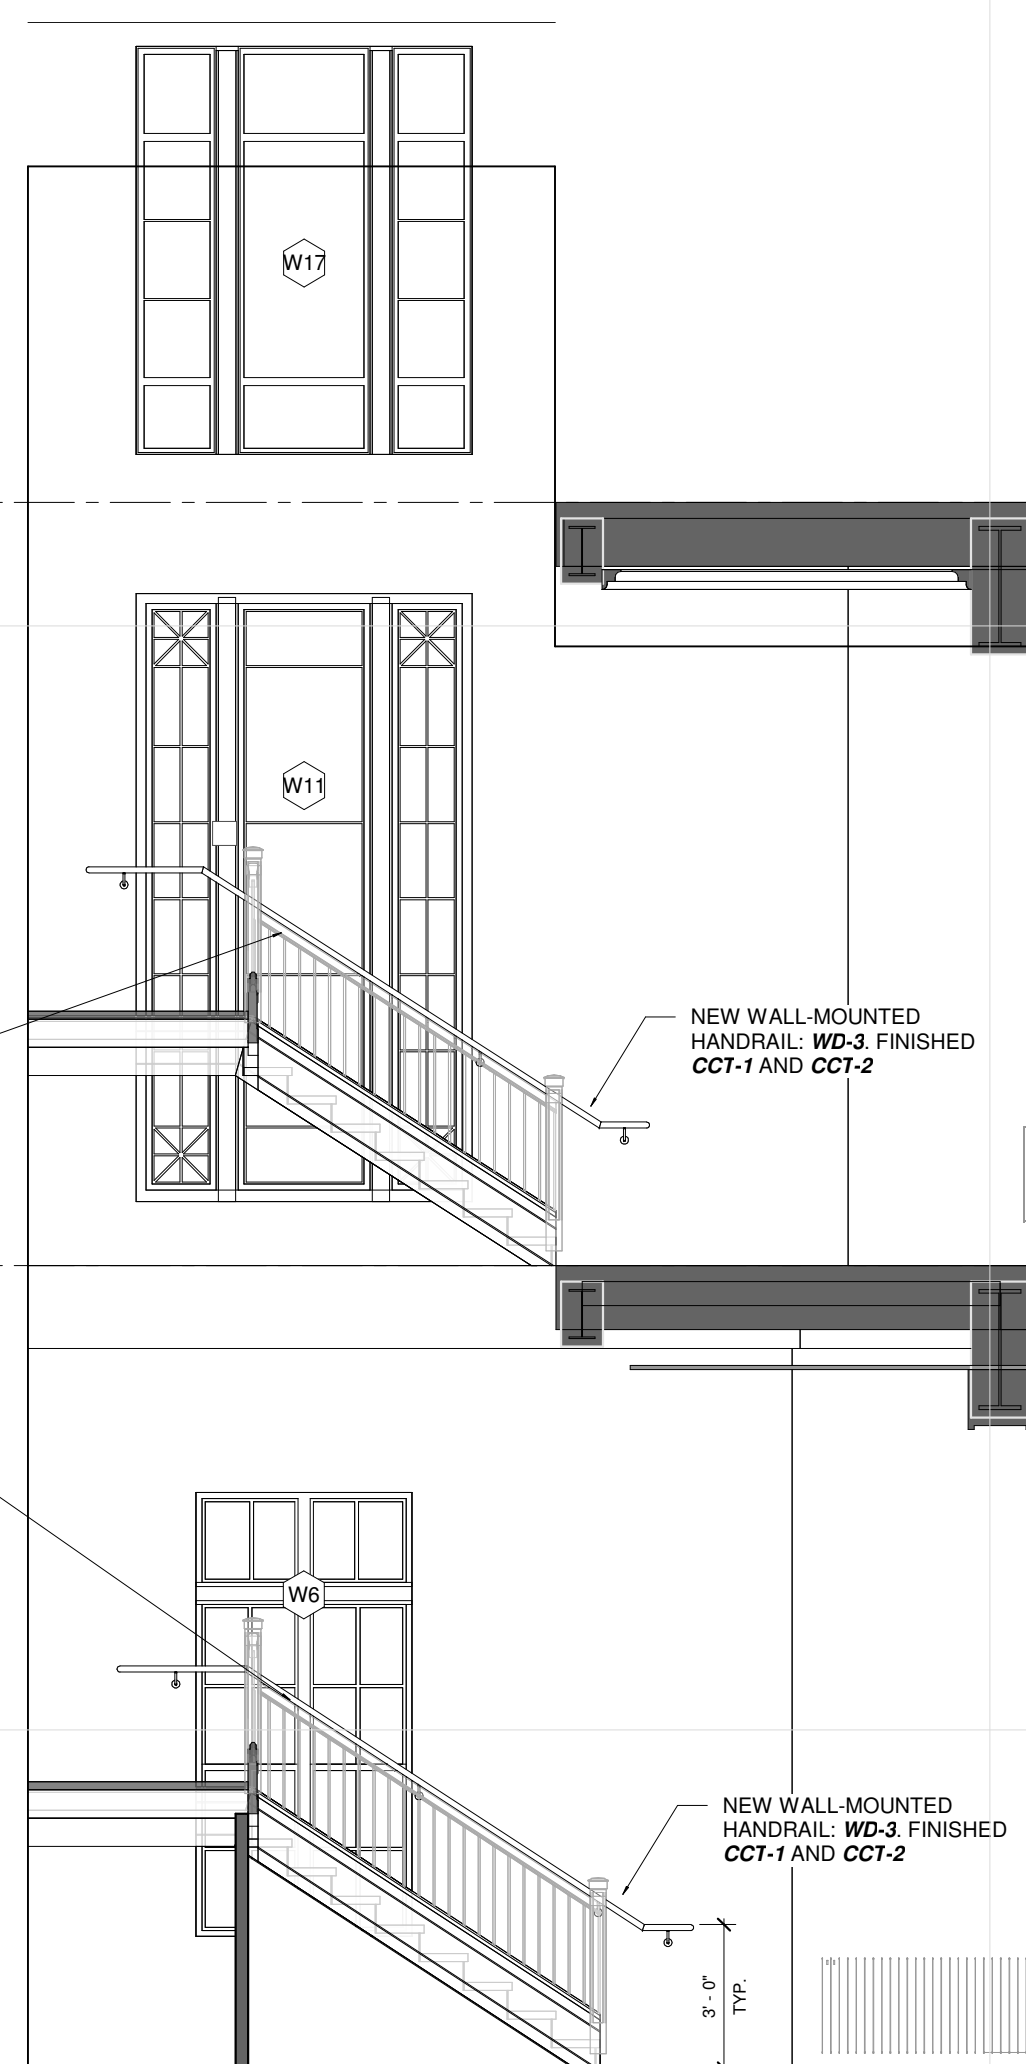 W17
W11
NEW WALL-MOUNTED
HANDRAIL: WD-3. FINISHED
CCT-1 AND CCT-2
W6
NEW WALL-MOUNTED
HANDRAIL: WD-3. FINISHED
CCT-1 AND CCT-2
3' - 0"
TYP.